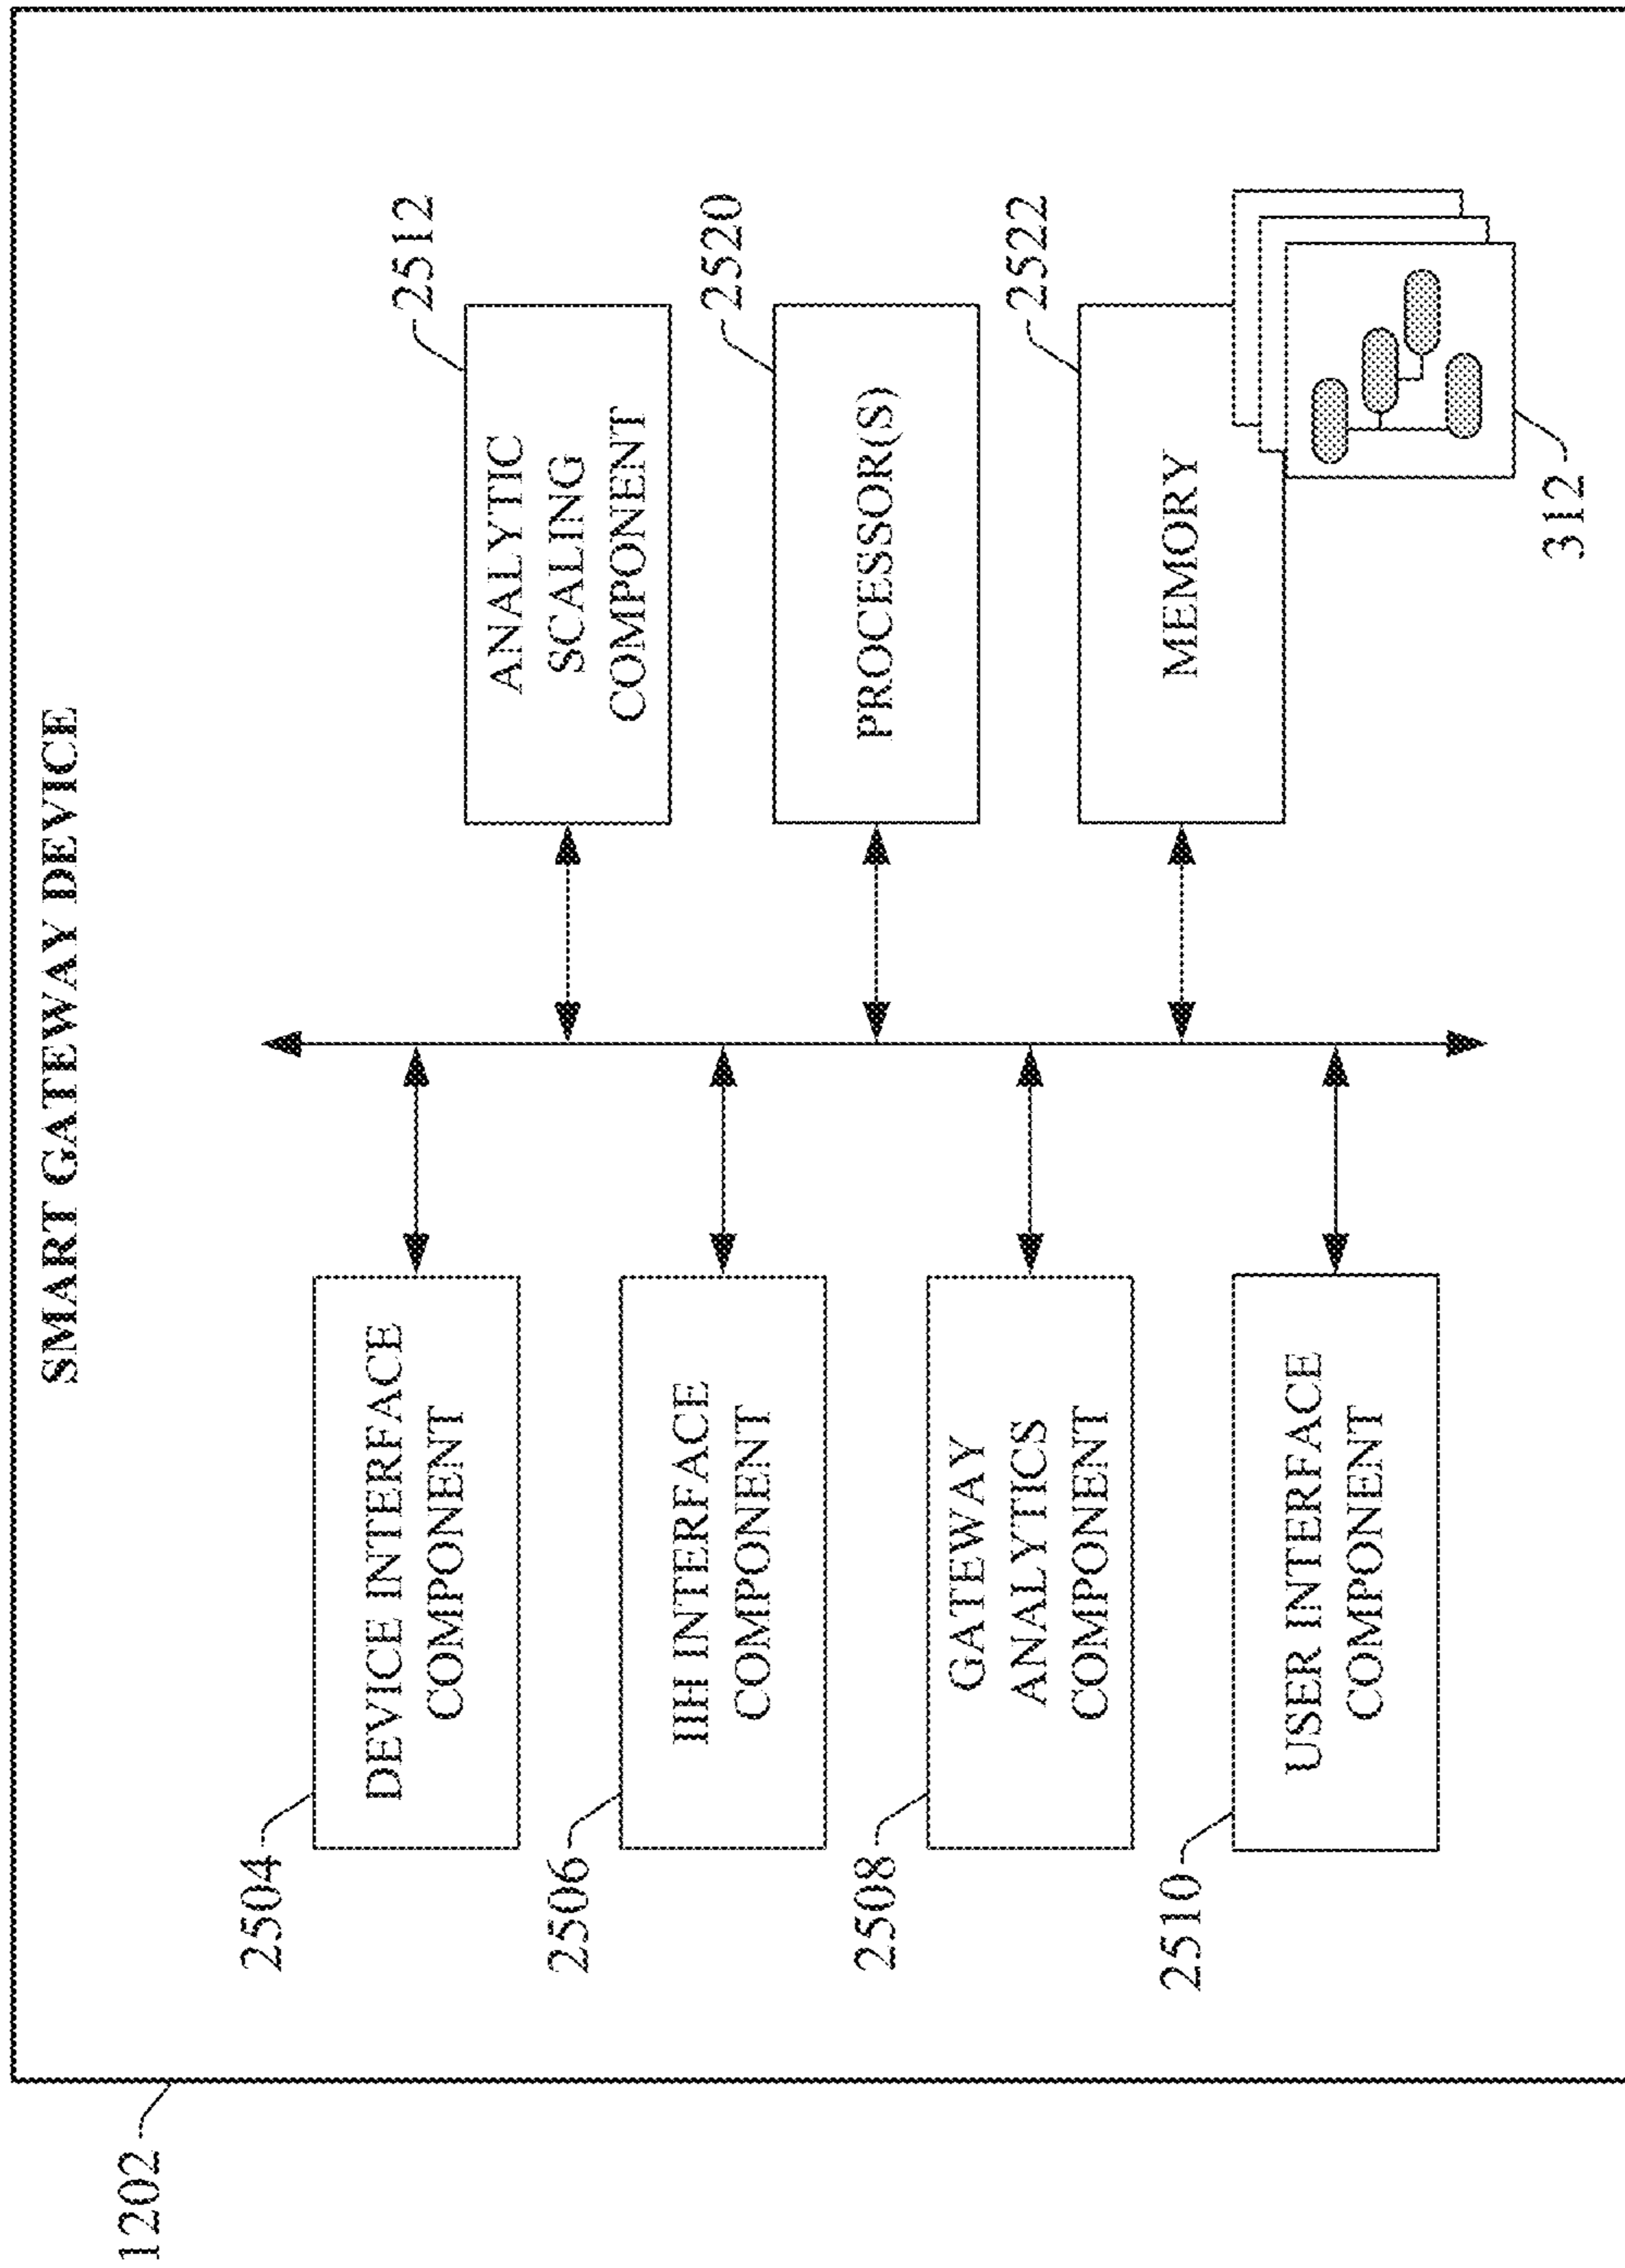 1202
SMART GATEWAY DEVICE
2504
DEVICE INTERFACE
COMPONENT
2506
IIH INTERFACE
COMPONENT
2508
GATEWAY
ANALYTICS
COMPONENT
2510
USER INTERFACE
COMPONENT
2512
ANALYTIC
SCALING
COMPONENT
2520
PROCESSOR(S)
2522
MEMORY
312